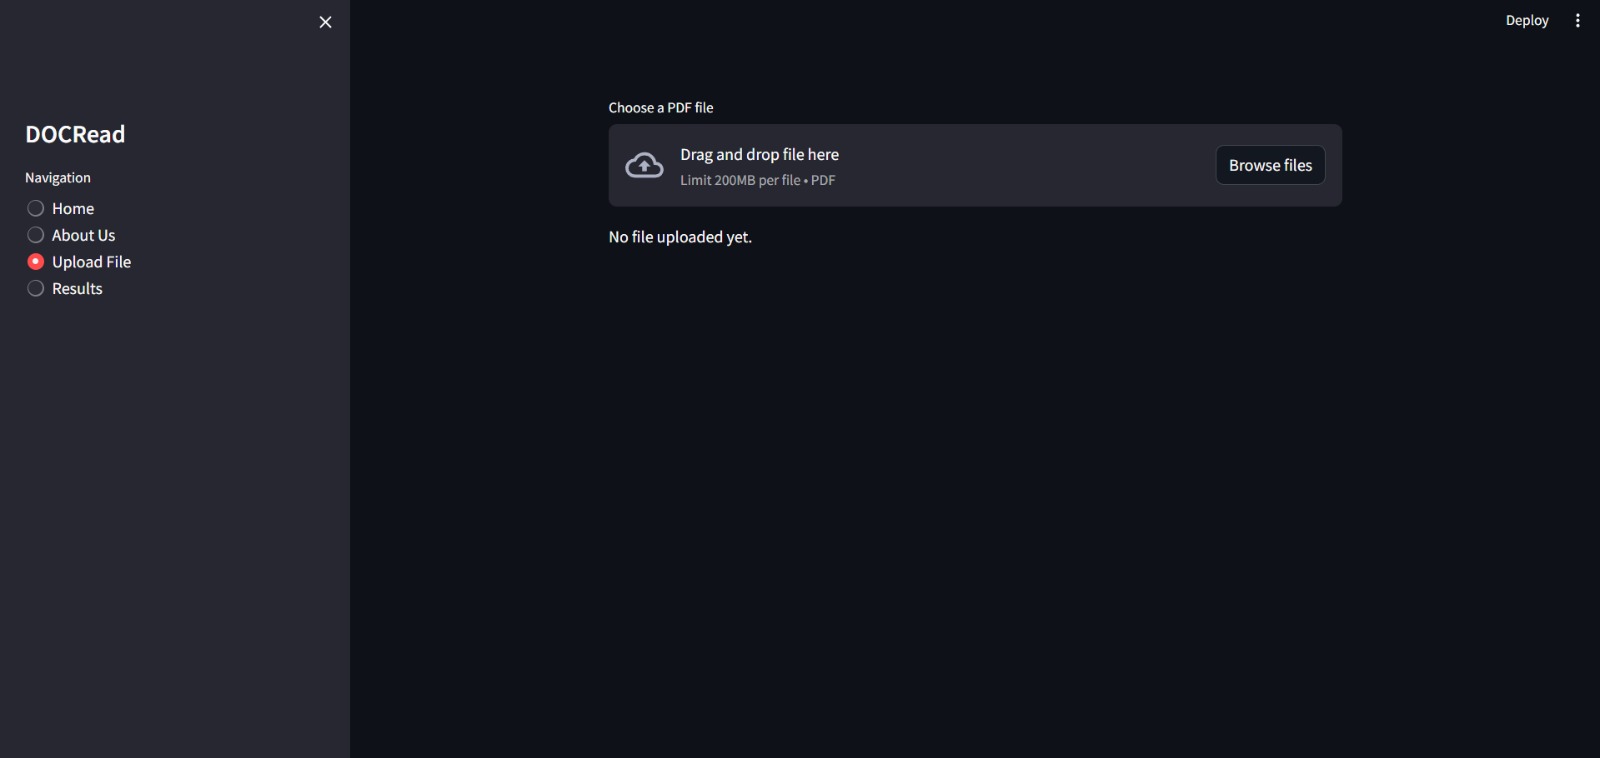 Deploy
DOCRead
Navigation
Home
About Us
Upload File
Results
Choose a PDF file
Drag and drop file here
Limit 200MB per file • PDF
Browse files
No file uploaded yet.